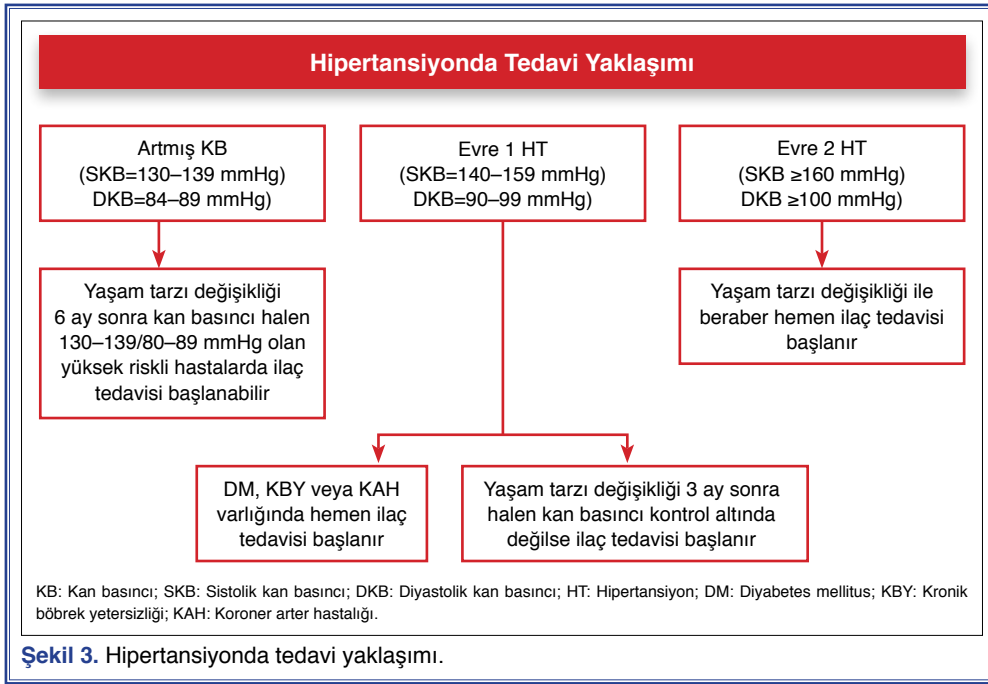 Hipertansiyonda Tedavi Yaklaşımı
Artmış KB
(SKB=130–139 mmHg)
DKB=84–89 mmHg)
Evre 1 HT
(SKB=140–159 mmHg)
DKB=90–99 mmHg)
Evre 2 HT
(SKB ≥160 mmHg)
DKB ≥100 mmHg)
Yaşam tarzı değişikliği
6 ay sonra kan basıncı halen
130–139/80–89 mmHg olan
yüksek riskli hastalarda ilaç
tedavisi başlanabilir
Yaşam tarzı değişikliği ile
beraber hemen ilaç tedavisi
başlanır
DM, KBY veya KAH
varlığında hemen ilaç
tedavisi başlanır
Yaşam tarzı değişikliği 3 ay sonra
halen kan basıncı kontrol altında
değilse ilaç tedavisi başlanır
KB: Kan basıncı; SKB: Sistolik kan basıncı; DKB: Diyastolik kan basıncı; HT: Hipertansiyon; DM: Diyabetes mellitus; KBY: Kronik
böbrek yetersizliği; KAH: Koroner arter hastalığı.
Şekil 3. Hipertansiyonda tedavi yaklaşımı.